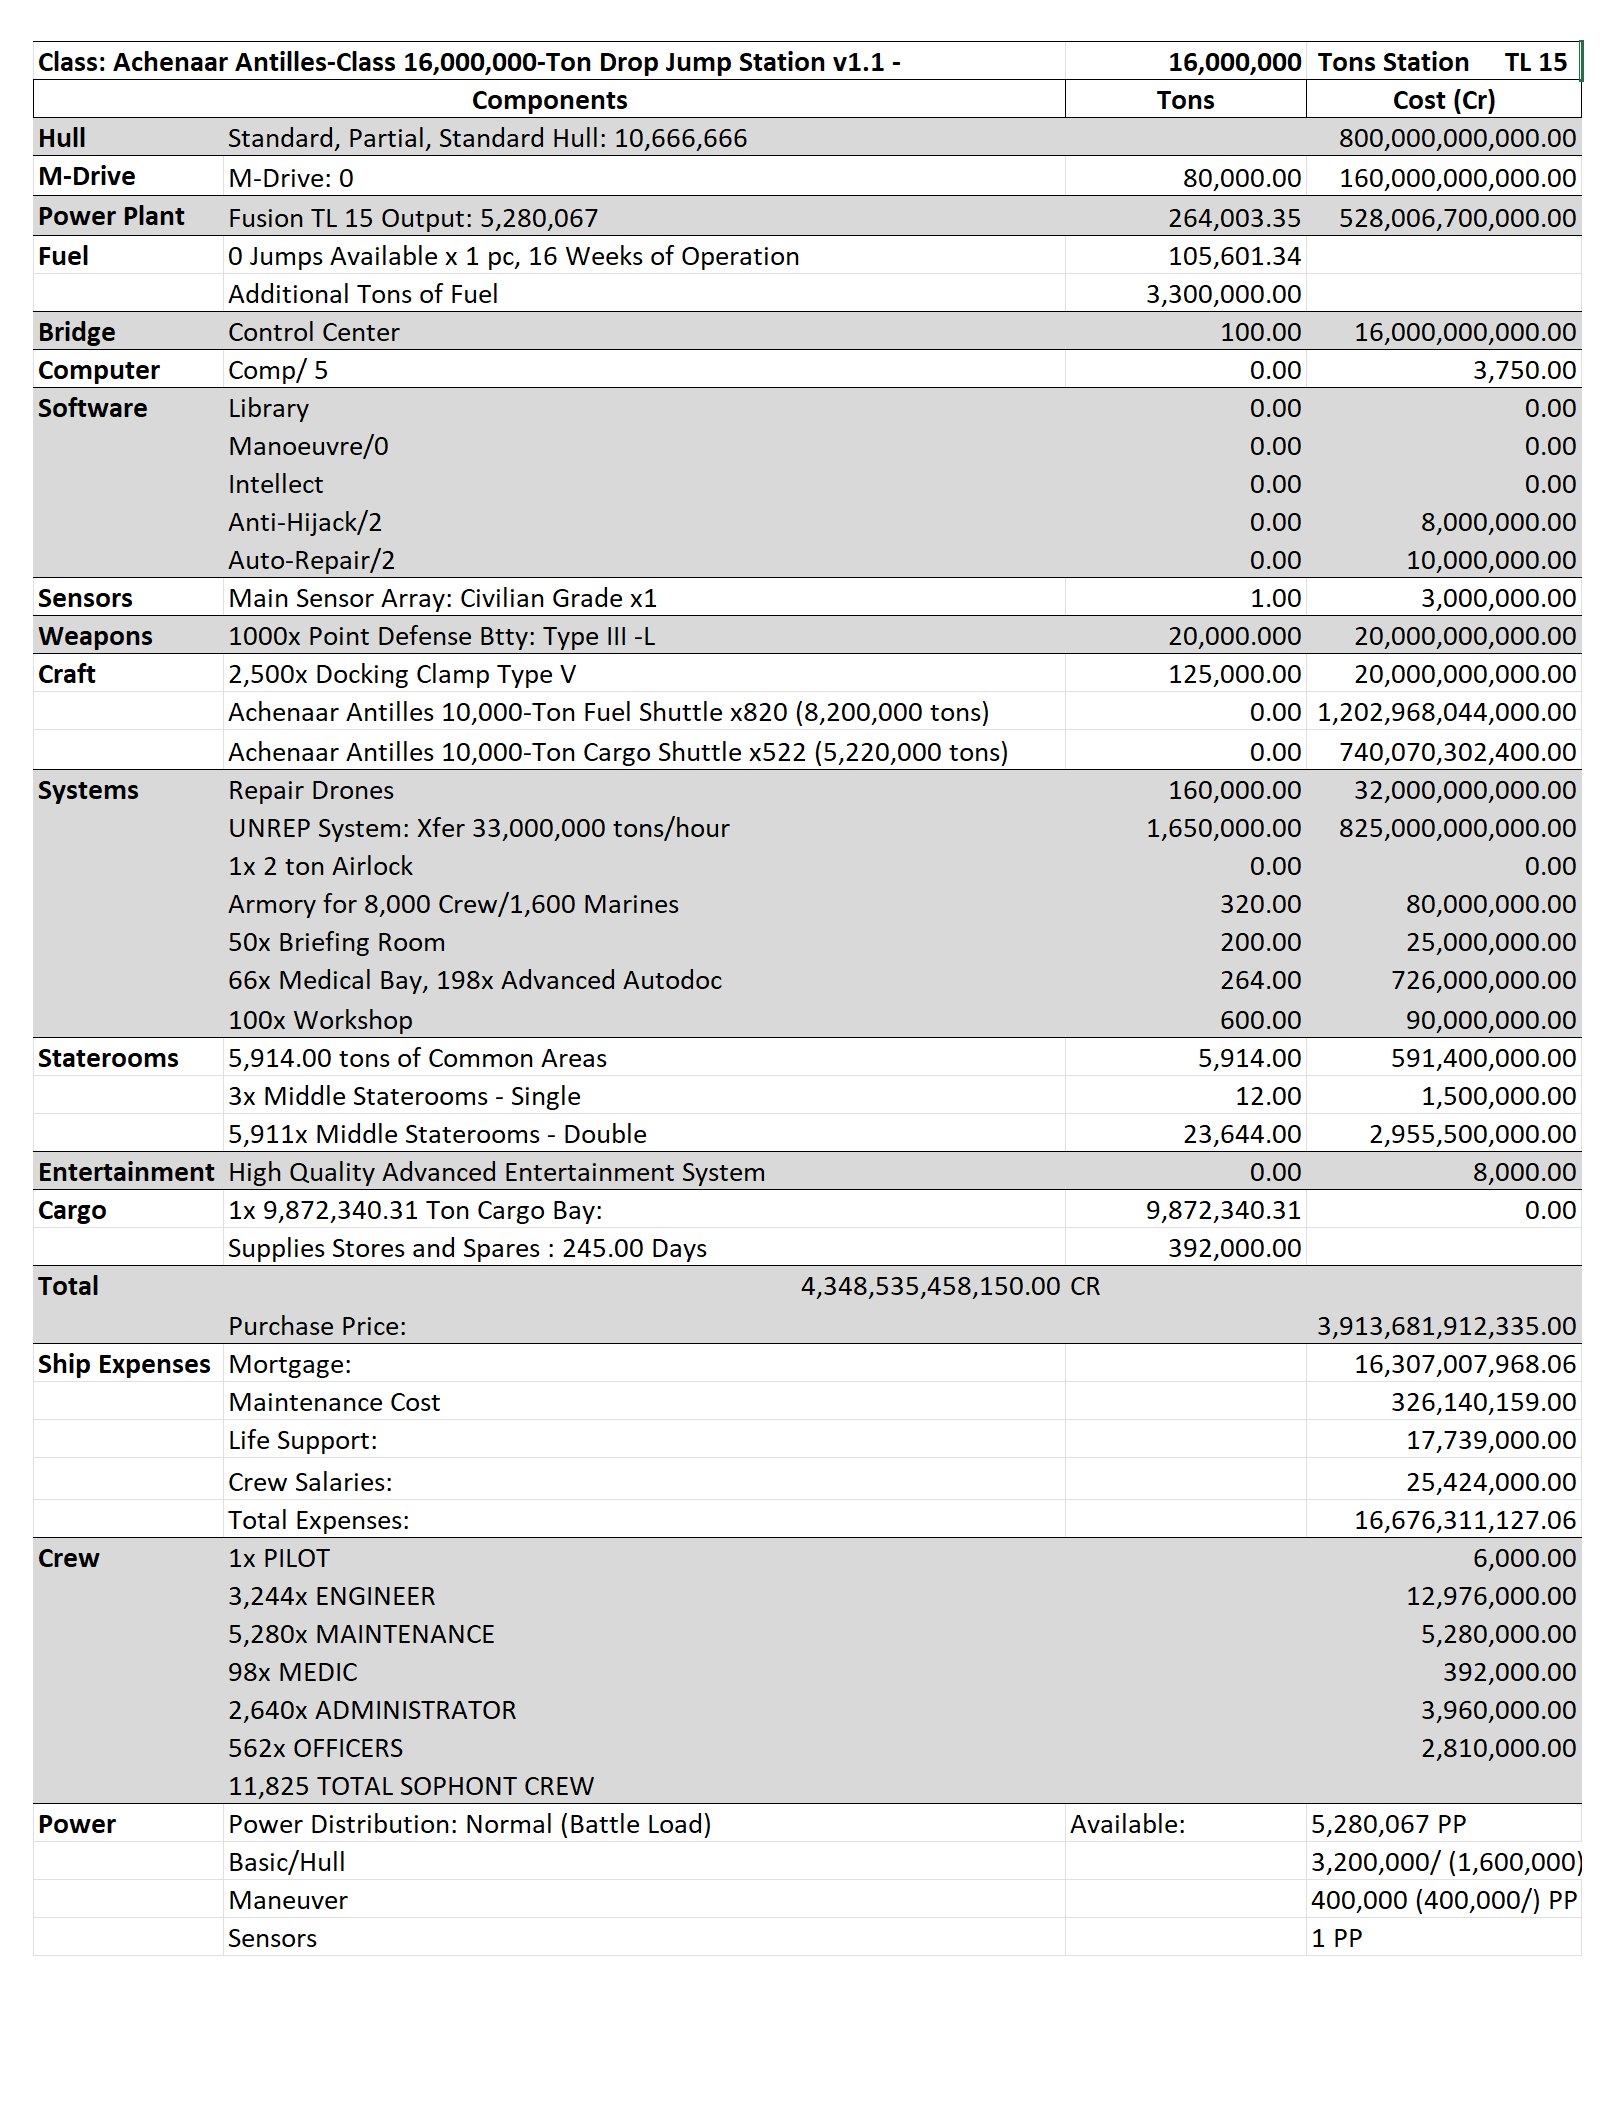 Class: Achenaar Antilles-Class 16,000,000-Ton Drop Jump Station v1.1 - 16,000,000 Tons Station TL 15
Components Tons Cost (Cr)
Hull Standard, Partial, Standard Hull: 10,666,666 800,000,000,000.00
M-Drive M-Drive: 0 80,000.00 160,000,000,000.00
Power Plant Fusion TL 15 Output: 5,280,067 264,003.35 528,006,700,000.00
Fuel 0 Jumps Available x 1 pc, 16 Weeks of Operation 105,601.34
Additional Tons of Fuel 3,300,000.00
Bridge Control Center 100.00 16,000,000,000.00
Computer Comp/ 5 0.00 3,750.00
Software Library 0.00 0.00
Manoeuvre/0 0.00 0.00
Intellect 0.00 0.00
Anti-Hijack/2 0.00 8,000,000.00
Auto-Repair/2 0.00 10,000,000.00
Sensors Main Sensor Array: Civilian Grade x1 1.00 3,000,000.00
Weapons 1000x Point Defense Btty: Type III -L 20,000.000 20,000,000,000.00
Craft 2,500x Docking Clamp Type V 125,000.00 20,000,000,000.00
Achenaar Antilles 10,000-Ton Fuel Shuttle x820 (8,200,000 tons) 0.00 1,202,968,044,000.00
Achenaar Antilles 10,000-Ton Cargo Shuttle x522 (5,220,000 tons) 0.00 740,070,302,400.00
Systems Repair Drones 160,000.00 32,000,000,000.00
UNREP System: Xfer 33,000,000 tons/hour 1,650,000.00 825,000,000,000.00
1x 2 ton Airlock 0.00 0.00
Armory for 8,000 Crew/1,600 Marines 320.00 80,000,000.00
50x Briefing Room 200.00 25,000,000.00
66x Medical Bay, 198x Advanced Autodoc 264.00 726,000,000.00
100x Workshop 600.00 90,000,000.00
Staterooms 5,914.00 tons of Common Areas 5,914.00 591,400,000.00
3x Middle Staterooms - Single 12.00 1,500,000.00
5,911x Middle Staterooms - Double 23,644.00 2,955,500,000.00
Entertainment High Quality Advanced Entertainment System 0.00 8,000.00
Cargo 1x 9,872,340.31 Ton Cargo Bay: 9,872,340.31 0.00
Supplies Stores and Spares : 245.00 Days 392,000.00
Total 4,348,535,458,150.00 CR
Purchase Price: 3,913,681,912,335.00
Ship Expenses Mortgage: 16,307,007,968.06
Maintenance Cost 326,140,159.00
Life Support: 17,739,000.00
Crew Salaries: 25,424,000.00
Total Expenses: 16,676,311,127.06
Crew 1x PILOT 6,000.00
3,244x ENGINEER 12,976,000.00
5,280x MAINTENANCE 5,280,000.00
98x MEDIC 392,000.00
2,640x ADMINISTRATOR 3,960,000.00
562x OFFICERS 2,810,000.00
11,825 TOTAL SOPHONT CREW
Power Power Distribution: Normal (Battle Load) Available: 5,280,067 PP
Basic/Hull 3,200,000/ (1,600,000)
Maneuver 400,000 (400,000/) PP
Sensors 1 PP